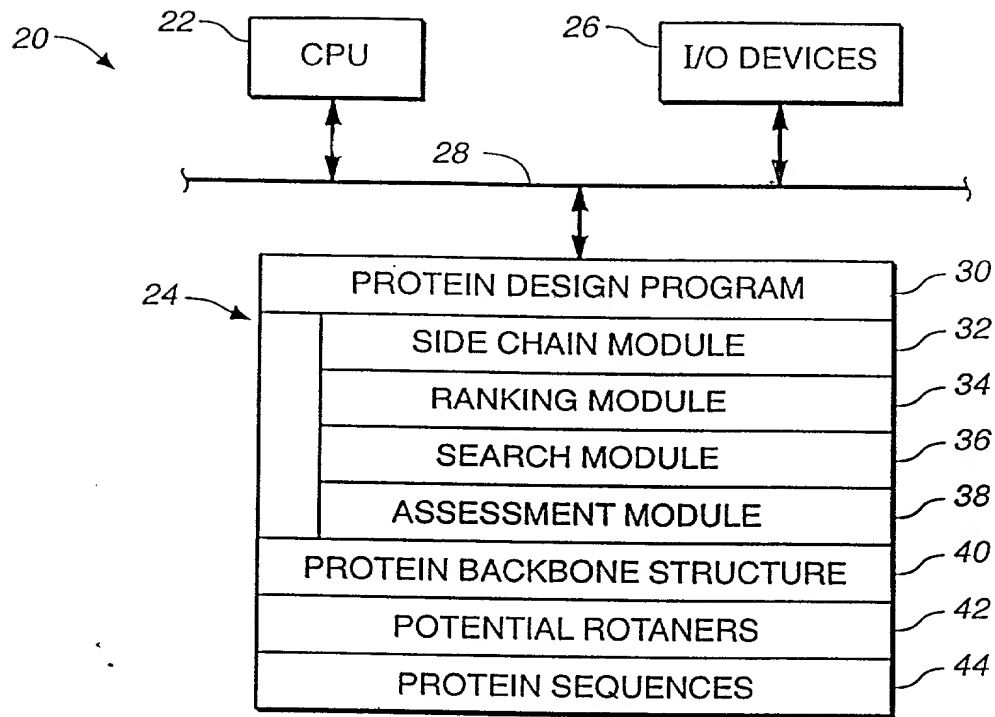 20
22
CPU
26
I/O DEVICES
28
24
PROTEIN DESIGN PROGRAM 30
SIDE CHAIN MODULE 32
RANKING MODULE 34
SEARCH MODULE 36
ASSESSMENT MODULE 38
PROTEIN BACKBONE STRUCTURE 40
POTENTIAL ROTANERS 42
PROTEIN SEQUENCES 44